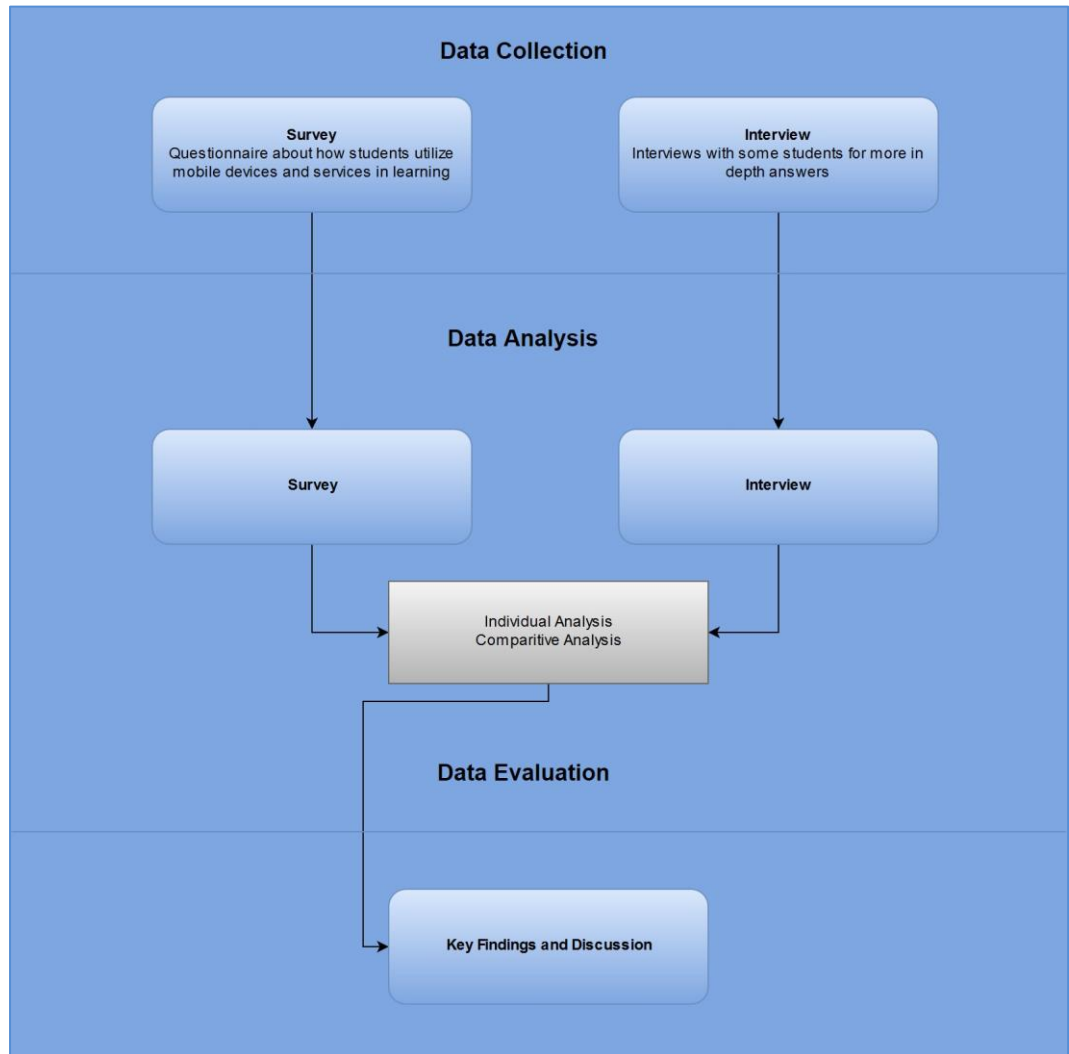 Data Collection
Survey
Questionnaire about how students utilize
mobile devices and services in learning
Interview
Interviews with some students for more in
depth answers
Data Analysis
Survey
Interview
Individual Analysis
Comparitive Analysis
Data Evaluation
Key Findings and Discussion